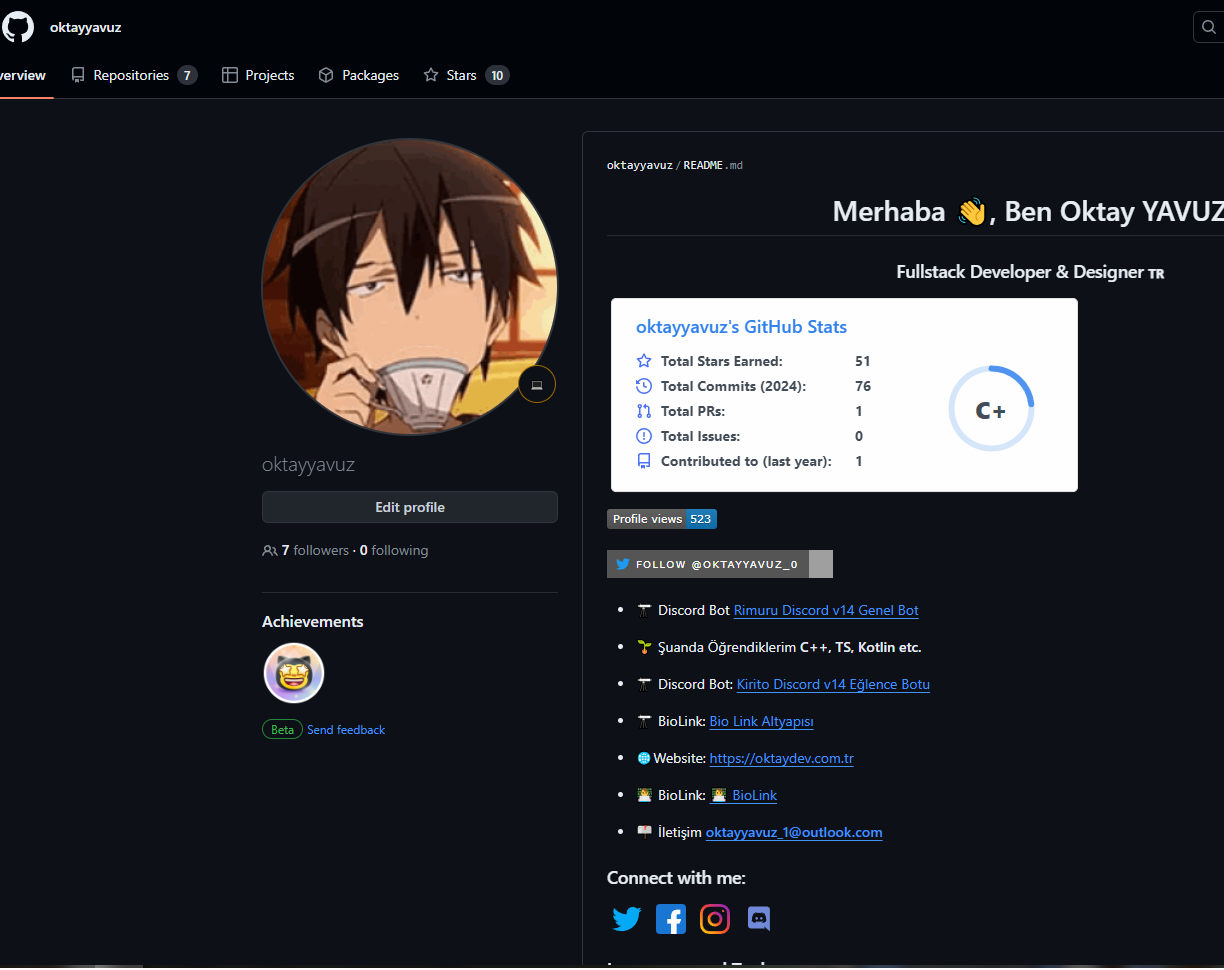 oktayyavuz
verview
Repositories 7
Projects
Packages
Stars 10
oktayyavuz
Edit profile
7 followers · 0 following
Achievements
Beta Send feedback
oktayyavuz/README.md
Merhaba 👋, Ben Oktay YAVUZ
Fullstack Developer & Designer TR
oktayyavuz's GitHub Stats
Total Stars Earned: 51
Total Commits (2024): 76
Total PRs: 1
Total Issues: 0
Contributed to (last year): 1
C+
Profile views 523
FOLLOW @OKTAYYAVUZ_0
Discord Bot Rimuru Discord v14 Genel Bot
🌱 Şuanda Öğrendiklerim C++, TS, Kotlin etc.
Discord Bot: Kirito Discord v14 Eğlence Botu
BioLink: Bio Link Altyapısı
🌐 Website: https://oktaydev.com.tr
BioLink: BioLink
İletişim oktayyavuz_1@outlook.com
Connect with me: